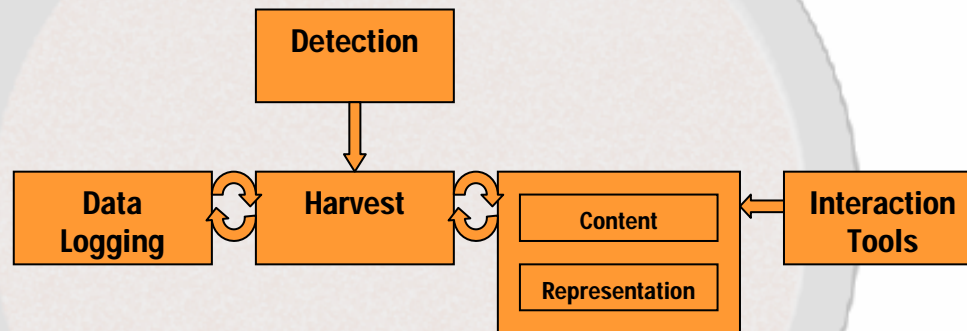 Detection
Data
Logging
Harvest
Content
Representation
Interaction
Tools